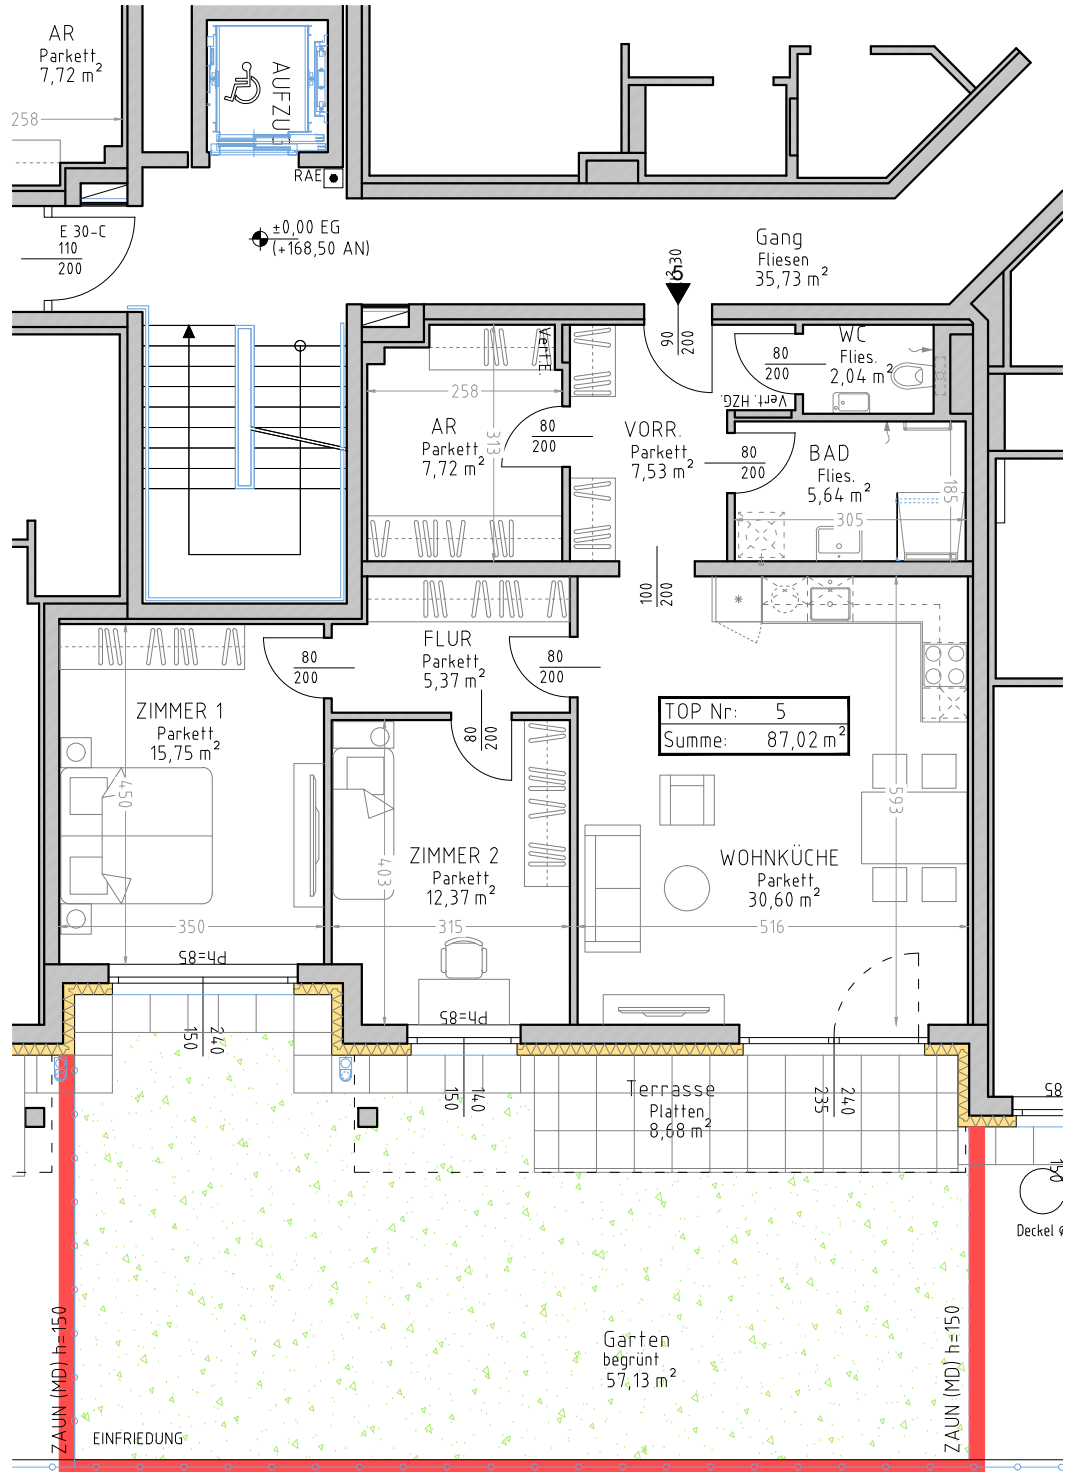 AR
Parkett
7,72 m²
258
AUFZUG
RAE
E 30-C
110
200
±0,00 EG
(+168,50 AN)
Gang
Fliesen
35,73 m²
5
90
200
Vert.E.
258
AR
Parkett
7,72 m²
313
80
200
VORR.
Parkett
7,53 m²
Vert.HZG.
80
200
WC
Flies.
2,04 m²
80
200
BAD
Flies.
5,64 m²
185
305
100
200
FLUR
Parkett
5,37 m²
80
200
80
200
80
200
ZIMMER 1
Parkett
15,75 m²
450
350
PH=85
TOP Nr: 5
Summe: 87,02 m²
ZIMMER 2
Parkett
12,37 m²
403
315
PH=85
WOHNKÜCHE
Parkett
30,60 m²
593
516
150
240
150
140
235
240
Terrasse
Platten
8,68 m²
85
150
Deckel
Garten
begrünt
57,13 m²
ZAUN (MD) h=150
ZAUN (MD) h=150
EINFRIEDUNG